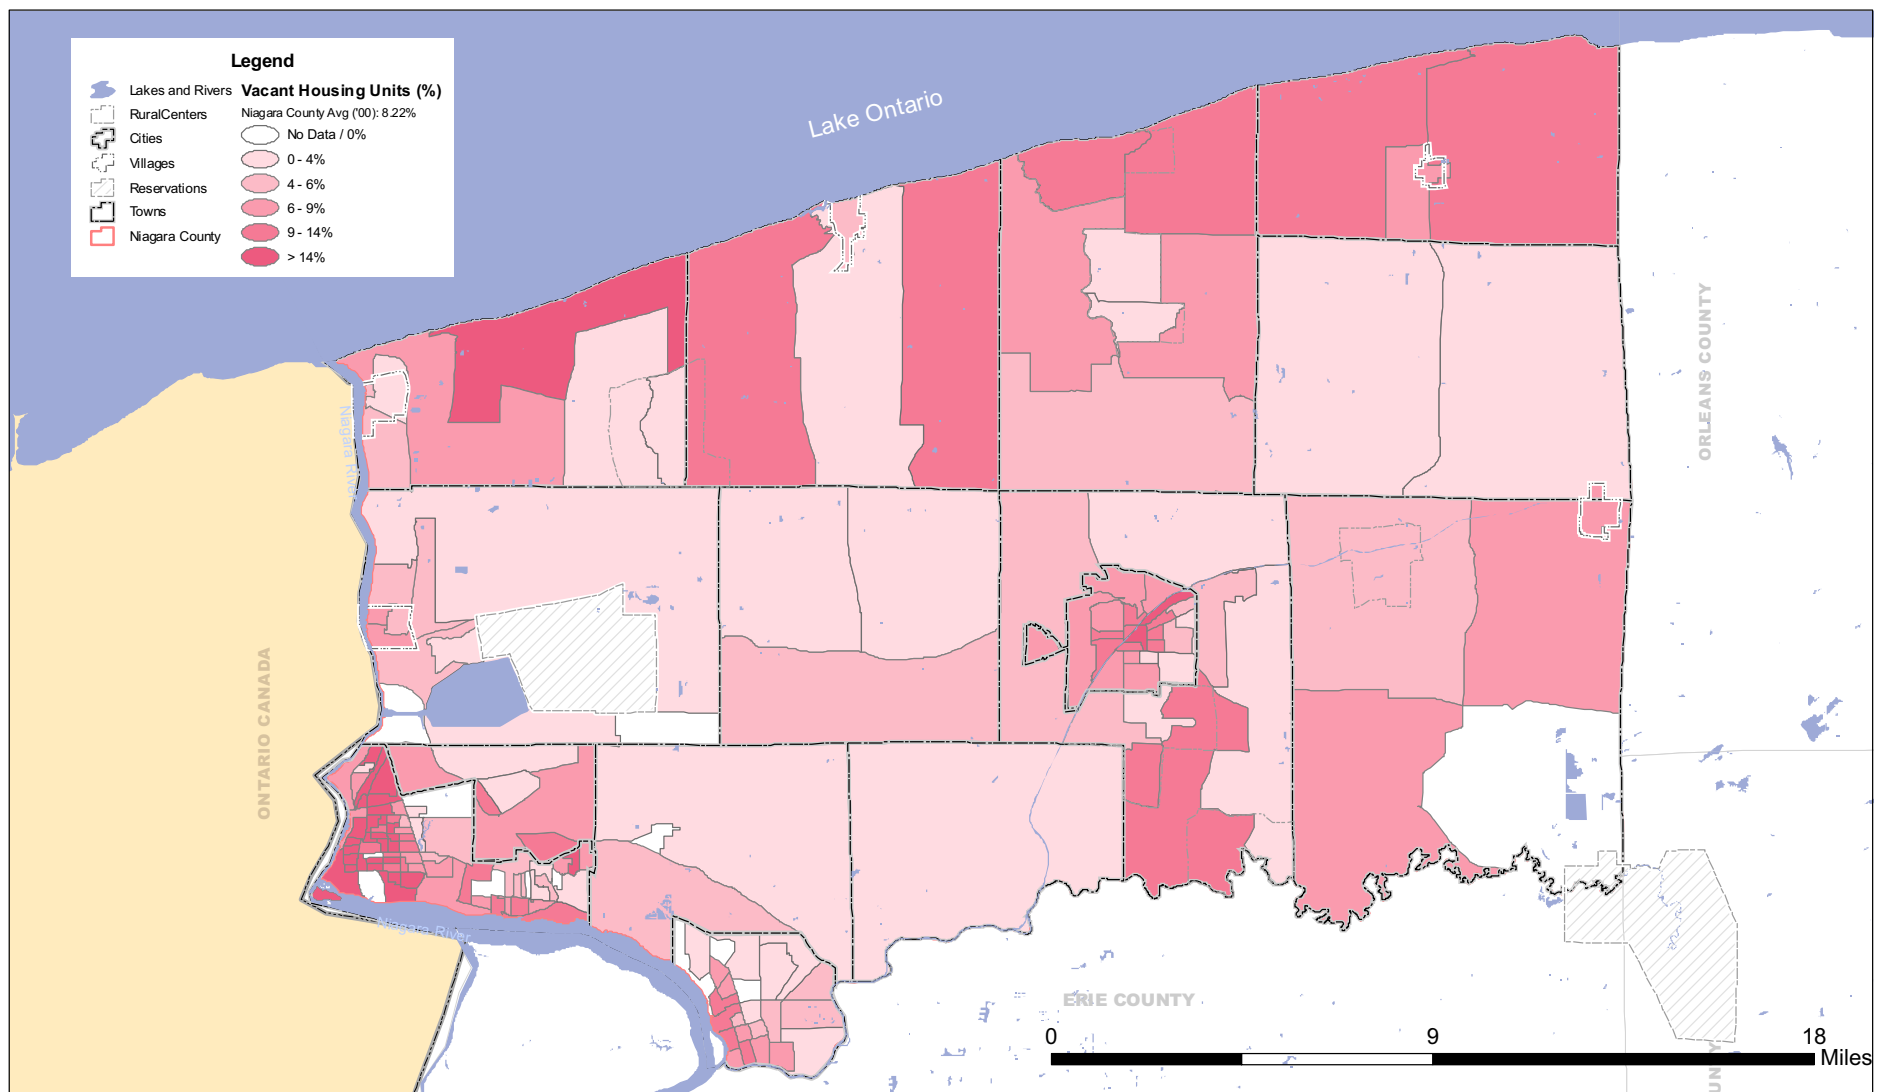 Legend
Lakes and Rivers
RuralCenters
Cities
Villages
Reservations
Towns
Niagara County
Vacant Housing Units (%)
Niagara County Avg ('00): 8.22%
No Data / 0%
0 - 4%
4 - 6%
6 - 9%
9 - 14%
> 14%
Lake Ontario
Niagara River
ORLEANS COUNTY
ONTARIO CANADA
Niagara River
ERIE COUNTY
0 9 18
Miles